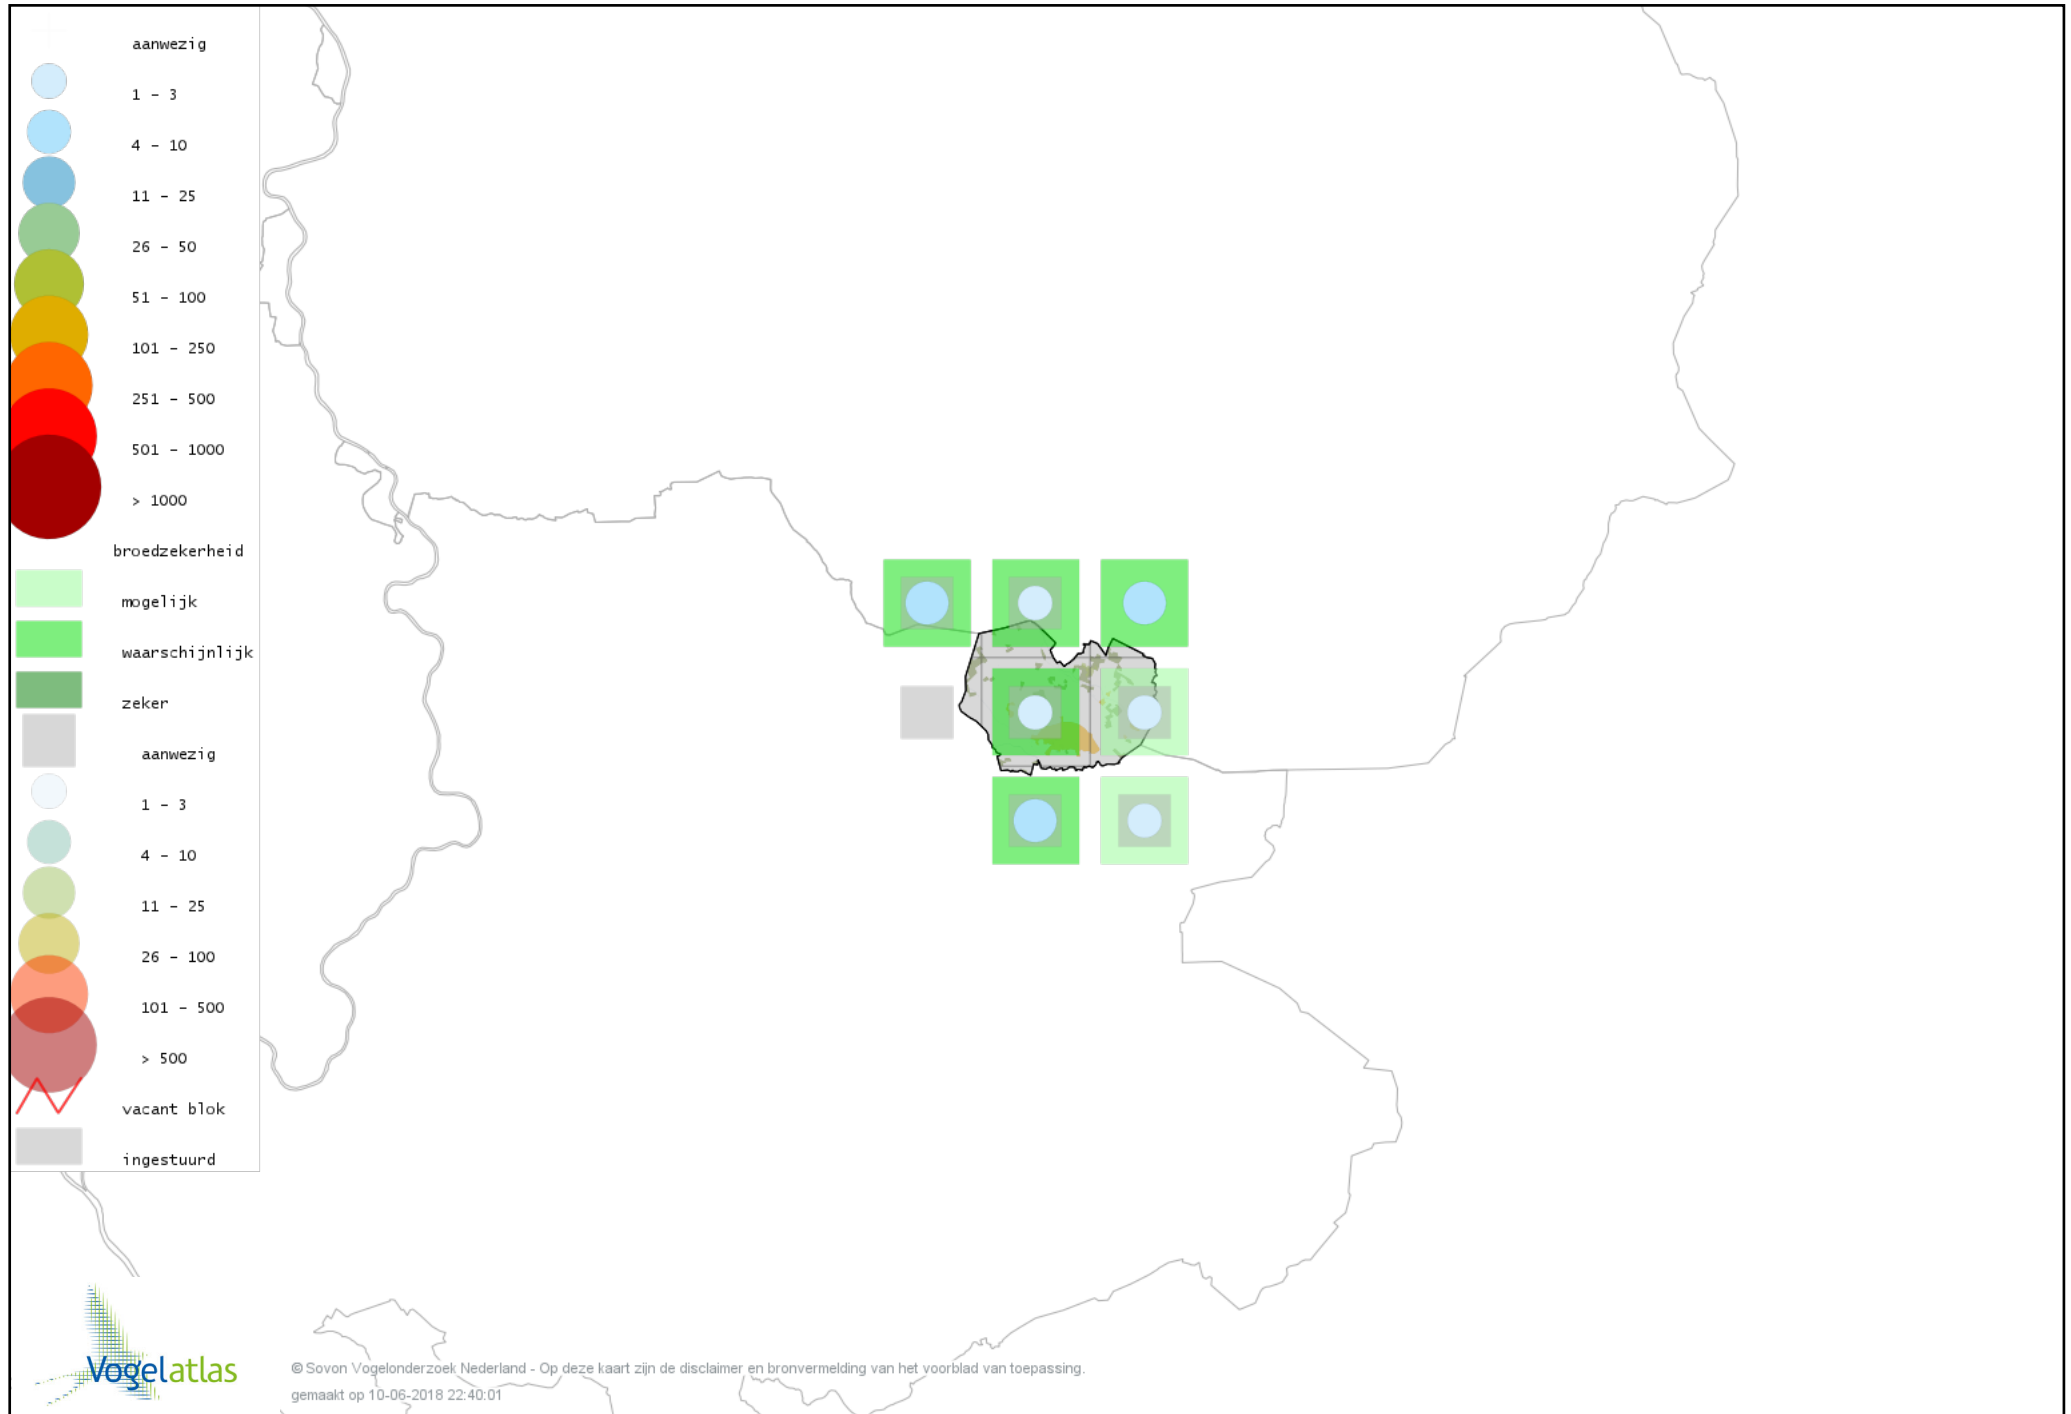 aanwezig
1 - 3
4 - 10
11 - 25
26 - 50
51 - 100
101 - 250
251 - 500
501 - 1000
> 1000
broedzekerheid
mogelijk
waarschijnlijk
zeker
aanwezig
1 - 3
4 - 10
11 - 25
26 - 100
101 - 500
> 500
vacant blok
ingestuurd
Vogelatlas
© Sovon Vogelonderzoek Nederland - Op deze kaart zijn de disclaimer en bronvermelding van het voorblad van toepassing.
gemaakt op 10-06-2018 22:40:01